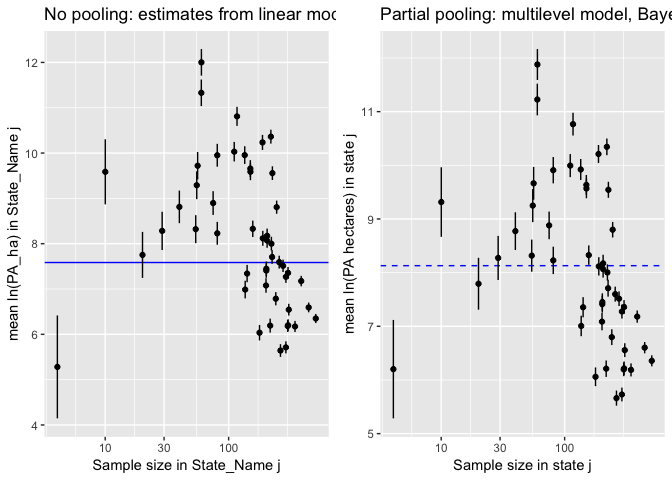 No pooling: estimates from linear
Partial pooling: multilevel model,
mean ln(PA_ha) in State_Name j
12
10
8
6
4
10
30
100
Sample size in State_Name j
mean ln(PA hectares) in state j
11
9
7
5
10
30
100
Sample size in state j